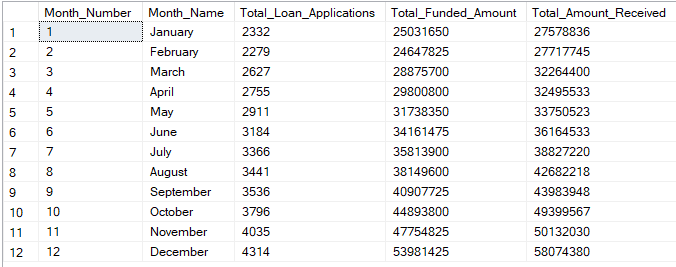 Month_Number Month_Name Total_Loan_Applications Total_Funded_Amount Total_Amount_Received
1 1 January 2332 25031650 27578836
2 2 February 2279 24647825 27717745
3 3 March 2627 28875700 32264400
4 4 April 2755 29800800 32495533
5 5 May 2911 31738350 33750523
6 6 June 3184 34161475 36164533
7 7 July 3366 35813900 38827220
8 8 August 3441 38149600 42682218
9 9 September 3536 40907725 43983948
10 10 October 3796 44893800 49399567
11 11 November 4035 47754825 50132030
12 12 December 4314 53981425 58074380